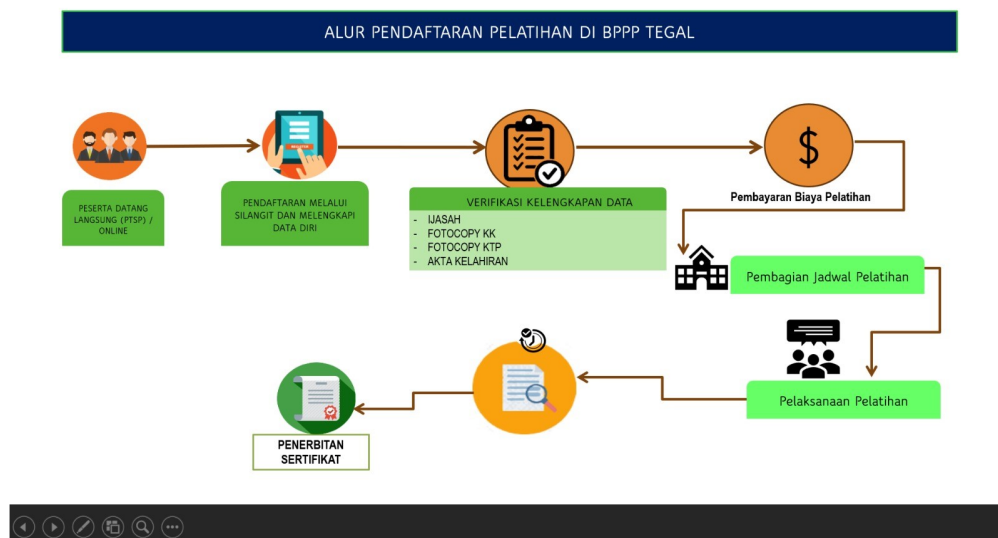 ALUR PENDAFTARAN PELATIHAN DI BPPP TEGAL
PESERTA DATANG
LANGSUNG (PTSP) /
ONLINE
REGISTER
PENDAFTARAN MELALUI
SILANGIT DAN MELENGKAPI
DATA DIRI
VERIFIKASI KELENGKAPAN DATA
- IJASAH
- FOTOCOPY KK
- FOTOCOPY KTP
- AKTA KELAHIRAN
$
Pembayaran Biaya Pelatihan
Pembagian Jadwal Pelatihan
Pelaksanaan Pelatihan
PENERBITAN
SERTIFIKAT